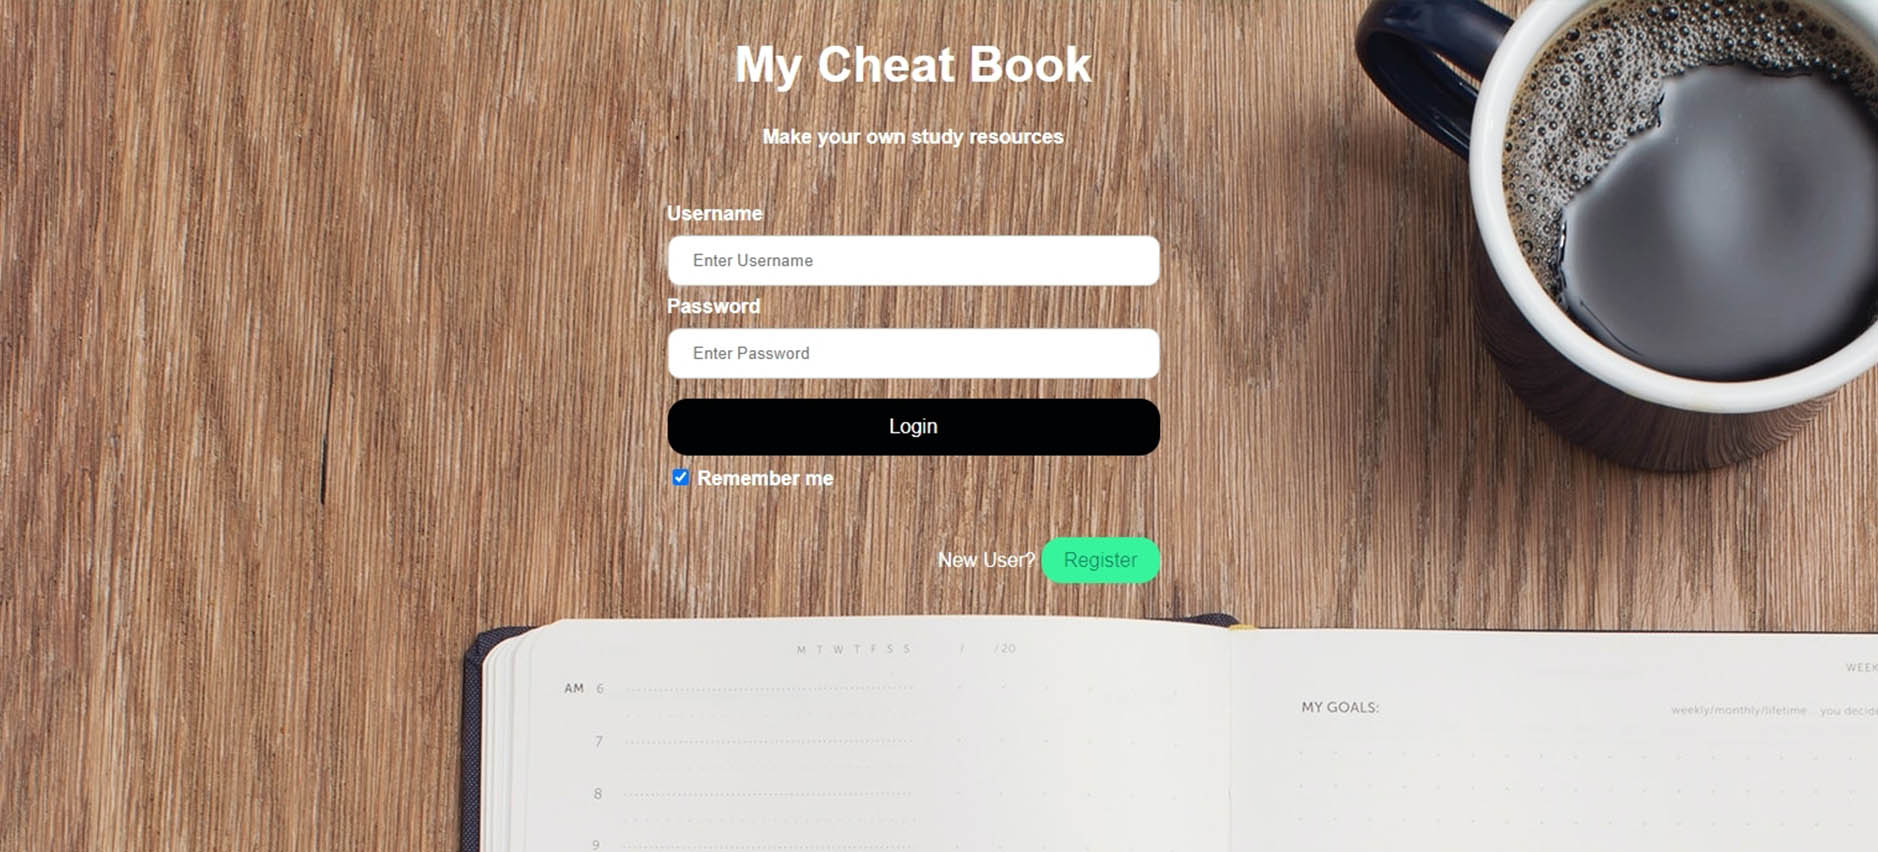 My Cheat Book
Make your own study resources
Username
Enter Username
Password
Enter Password
Login
Remember me
New User? Register
M T W T F S S / / 20
WEEK
AM 6
MY GOALS:
weekly/monthly/lifetime... you decide
7
8
9